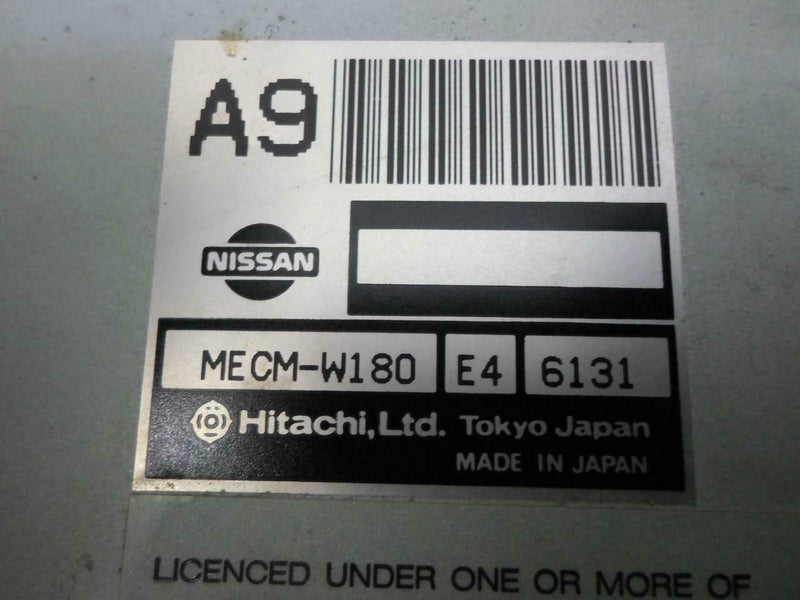 A9
NISSAN
MECM-W180 E4 6131
Hitachi, Ltd. Tokyo Japan
MADE IN JAPAN
LICENCED UNDER ONE OR MORE OF